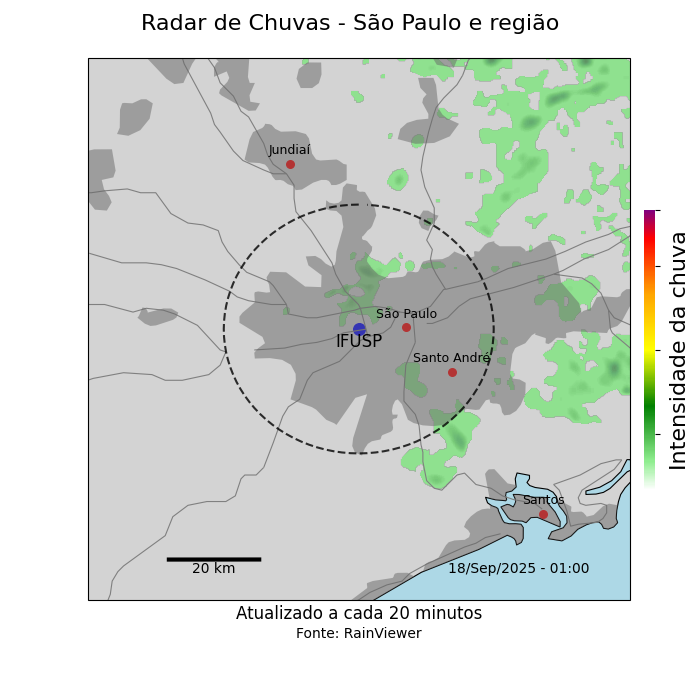 Radar de Chuvas - São Paulo e região
Jundiaí
São Paulo
IFUSP
Santo André
Santos
20 km
18/Sep/2025 - 01:00
Intensidade da chuva
Atualizado a cada 20 minutos
Fonte: RainViewer